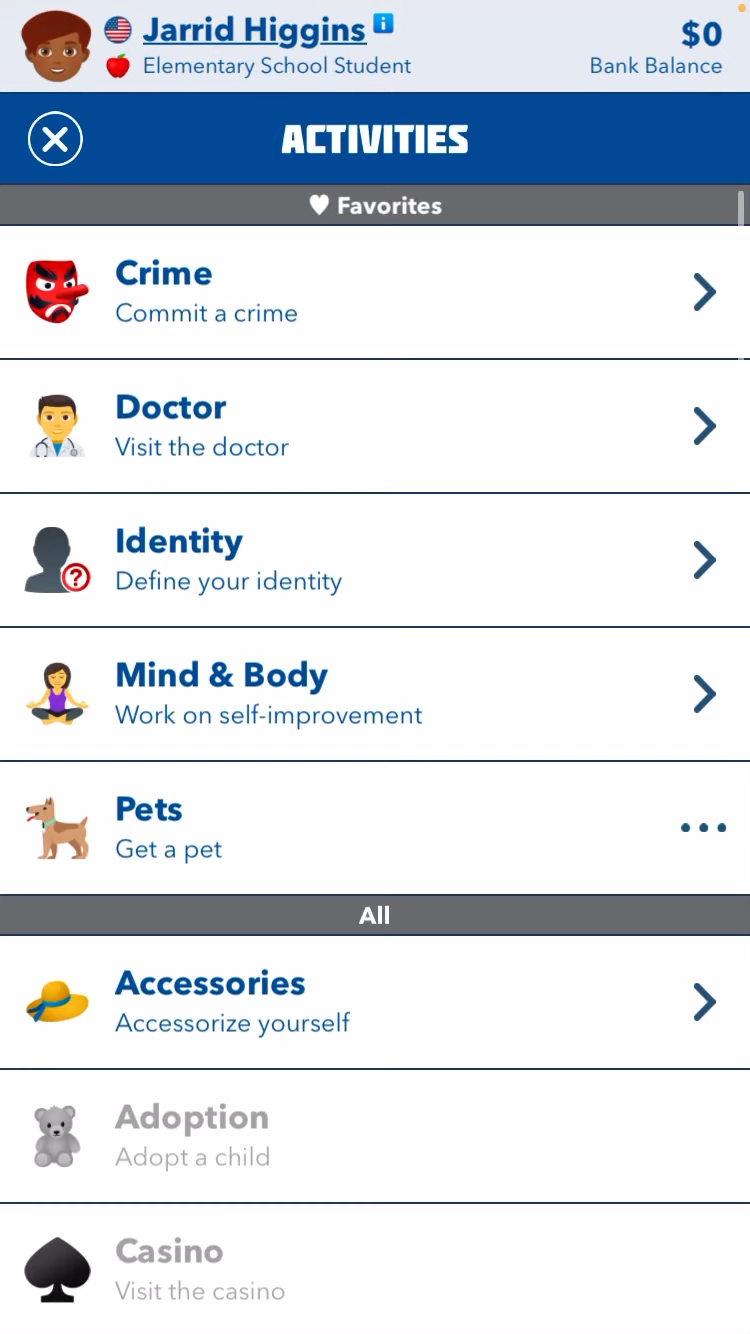 Jarrid Higgins i
$0
Elementary School Student
Bank Balance
ACTIVITIES
Favorites
Crime
Commit a crime
Doctor
Visit the doctor
Identity
?
Define your identity
Mind & Body
Work on self-improvement
Pets
Get a pet
All
Accessories
Accessorize yourself
Adoption
Adopt a child
Casino
Visit the casino